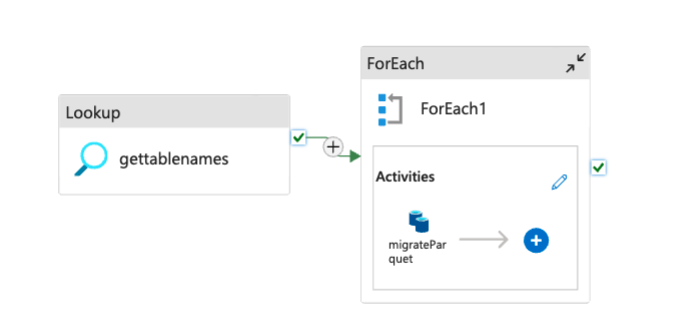 Lookup
gettablenames
ForEach
ForEach1
Activities
migratePar
quet